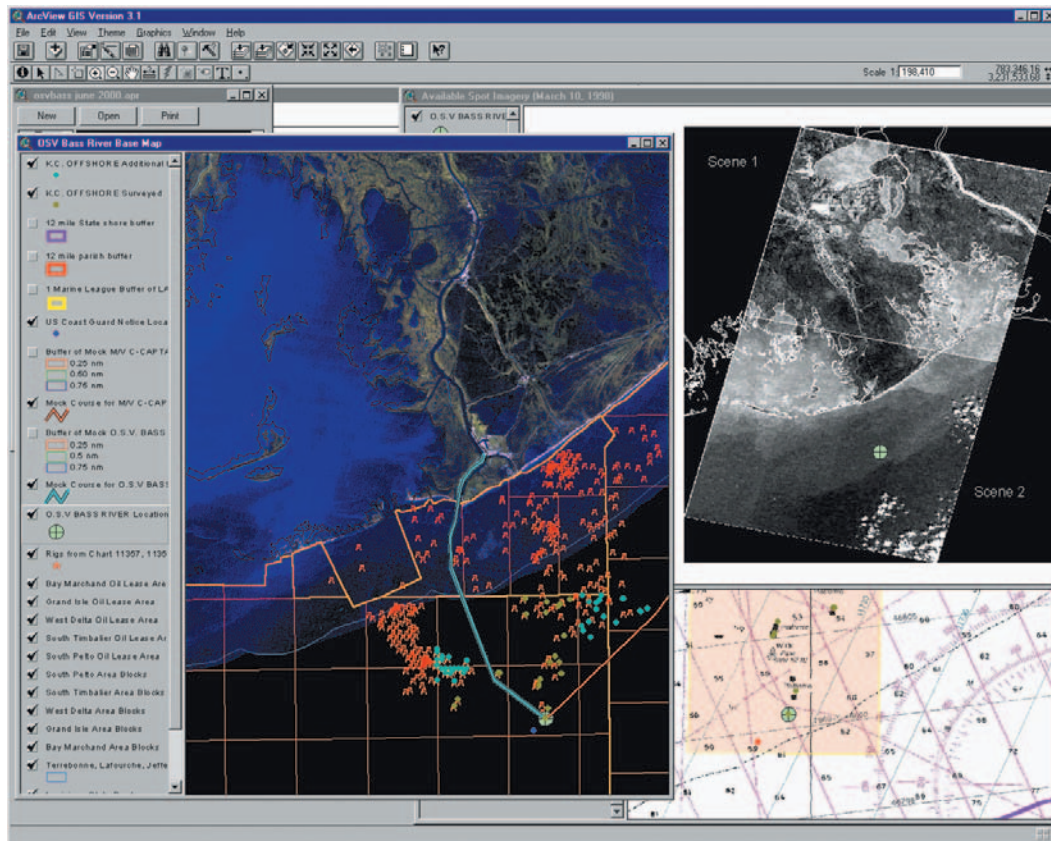 ArcView GIS Version 3.1
File Edit View Theme Graphics Window Help
Scale 1: 198,410
783,346.16
3,231,533.68
osvbass june 2000.apr
New Open Print
Available Spot Imagery (March 10, 1998)
O.S.V BASS RIVE
OSV Bass River Base Map
K.C. OFFSHORE Additional
K.C. OFFSHORE Surveyed
12 mile State shore buffer
12 mile parish buffer
1 Marine League Buffer of LA
US Coast Guard Notice Loca
Buffer of Mock M/V C-CAPTA
0.25 nm
0.50 nm
0.75 nm
Mock Course for M/V C-CAP
Buffer of Mock O.S.V. BASS
0.25 nm
0.5 nm
0.75 nm
Mock Course for O.S.V BASS
O.S.V BASS RIVER Location
Rigs from Chart 11357, 1135
Bay Marchand Oil Lease Are
Grand Isle Oil Lease Area
West Delta Oil Lease Area
South Timbalier Oil Lease Ar
South Pelto Oil Lease Area
South Pelto Area Blocks
South Timbalier Area Blocks
West Delta Area Blocks
Grand Isle Area Blocks
Bay Marchand Area Blocks
Terrebonne, Lafourche, Jeffe
Scene 1
Scene 2